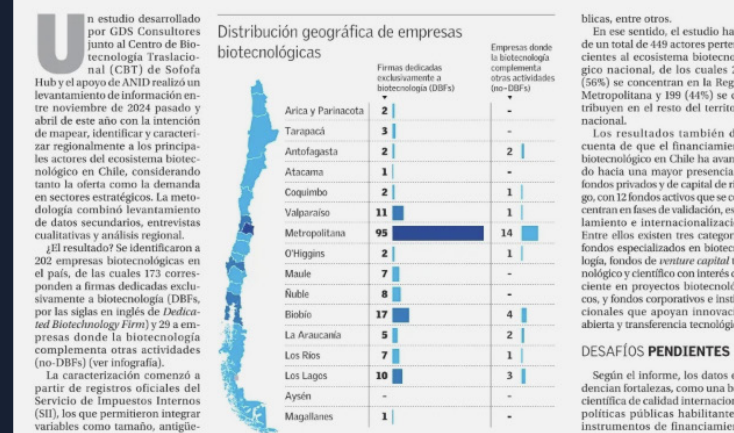 Un estudio desarrollado
por GDS Consultores
junto al Centro de Bio-
tecnología Traslacio-
nal (CBT) de Sofofa
Hub y el apoyo de ANID realizó un
levantamiento de información en-
tre noviembre de 2024 pasado y
abril de este año con la intención
de mapear, identificar y caracteri-
zar regionalmente a los principa-
les actores del ecosistema biotec-
nológico en Chile, considerando
tanto la oferta como la demanda
en sectores estratégicos. La meto-
dología combinó levantamiento
de datos secundarios, entrevistas
cualitativas y análisis regional.
¿El resultado? Se identificaron a
202 empresas biotecnológicas en
el país, de las cuales 173 corres-
ponden a firmas dedicadas exclu-
sivamente a biotecnología (DBFs,
por las siglas en inglés de Dedica-
ted Biotechnology Firm) y 29 a em-
presas donde la biotecnología
complementa otras actividades
(no-DBFs) (ver infografía).
La caracterización comenzó a
partir de registros oficiales del
Servicio de Impuestos Internos
(SII), los que permitieron integrar
variables como tamaño, antigüe-
Distribución geográfica de empresas
biotecnológicas
Firmas dedicadas
exclusivamente a
biotecnología (DBFs)
Empresas donde
la biotecnología
complementa
otras actividades
(no-DBFs)
Arica y Parinacota 2 -
Tarapacá 3 -
Antofagasta 2 2
Atacama 1 -
Coquimbo 2 1
Valparaíso 11 1
Metropolitana 95 14
O'Higgins 2 1
Maule 7 -
Ñuble 8 -
Biobío 17 4
La Araucanía 5 2
Los Ríos 7 1
Los Lagos 10 3
Aysén - -
Magallanes 1 -
blicas, entre otros.
En ese sentido, el estudio ha
de un total de 449 actores perte
cientes al ecosistema biotecno
gico nacional, de los cuales 2
(56%) se concentran en la Reg
Metropolitana y 199 (44%) se c
tribuyen en el resto del territo
nacional.
Los resultados también d
cuenta de que el financiamie
biotecnológico en Chile ha avan
do hacia una mayor presencia
fondos privados y de capital de ri
go, con 12 fondos activos que se c
centran en fases de validación, es
lamiento e internacionalizació
Entre ellos existen tres categor
fondos especializados en biotec
logía, fondos de venture capital t
nológico y científico con interés c
ciente en proyectos biotecnoló
cos, y fondos corporativos e insti
cionales que apoyan innovaci
abierta y transferencia tecnológic
DESAFÍOS PENDIENTES
Según el informe, los datos e
dencian fortalezas, como una b
científica de calidad internacion
políticas públicas habilitante
instrumentos de financiamien